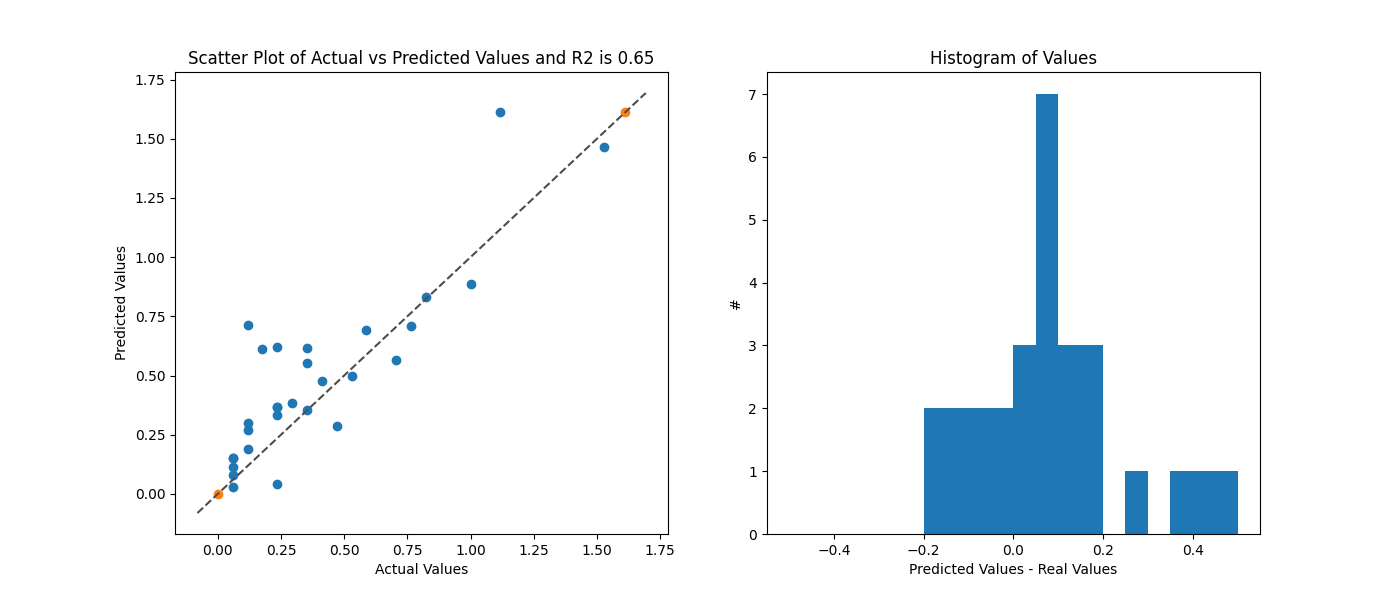 Scatter Plot of Actual vs Predicted Values and R2 is 0.65
1.75
1.50
1.25
1.00
0.75
0.50
0.25
0.00
Predicted Values
0.00 0.25 0.50 0.75 1.00 1.25 1.50 1.75
Actual Values
Histogram of Values
7
6
5
4
3
2
1
0
#
−0.4 −0.2 0.0 0.2 0.4
Predicted Values - Real Values